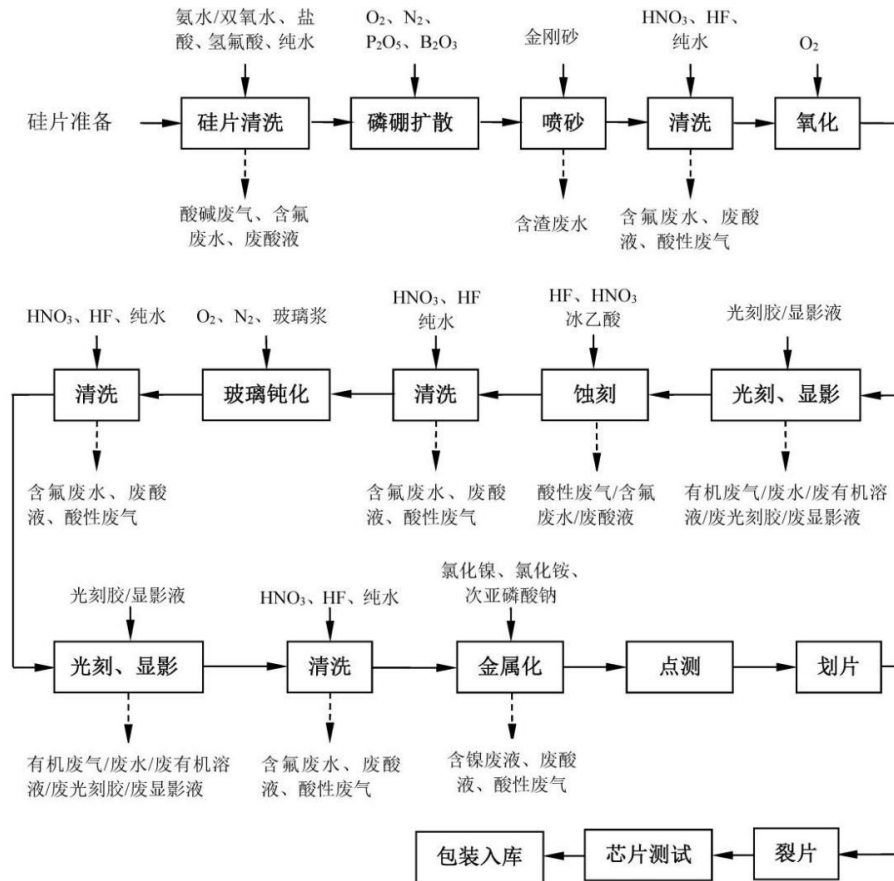 氨水/双氧水、盐
酸、氢氟酸、纯水
O₂、N₂、
P₂O₅、B₂O₃
金刚砂
HNO₃、HF、
纯水
O₂
硅片准备
硅片清洗
磷硼扩散
喷砂
清洗
氧化
酸碱废气、含氟
废水、废酸液
含渣废水
含氟废水、废酸
液、酸性废气
HNO₃、HF、纯水
O₂、N₂、玻璃浆
HNO₃、HF
纯水
HF、HNO₃
冰乙酸
光刻胶/显影液
清洗
玻璃钝化
清洗
蚀刻
光刻、显影
含氟废水、废酸
液、酸性废气
含氟废水、废酸
液、酸性废气
酸性废气/含氟
废水/废酸液
有机废气/废水/废有机溶
液/废光刻胶/废显影液
光刻胶/显影液
HNO₃、HF、纯水
氯化镍、氯化铵、
次亚磷酸钠
光刻、显影
清洗
金属化
点测
划片
有机废气/废水/废有机溶
液/废光刻胶/废显影液
含氟废水、废酸
液、酸性废气
含镍废液、废酸
液、酸性废气
包装入库
芯片测试
裂片